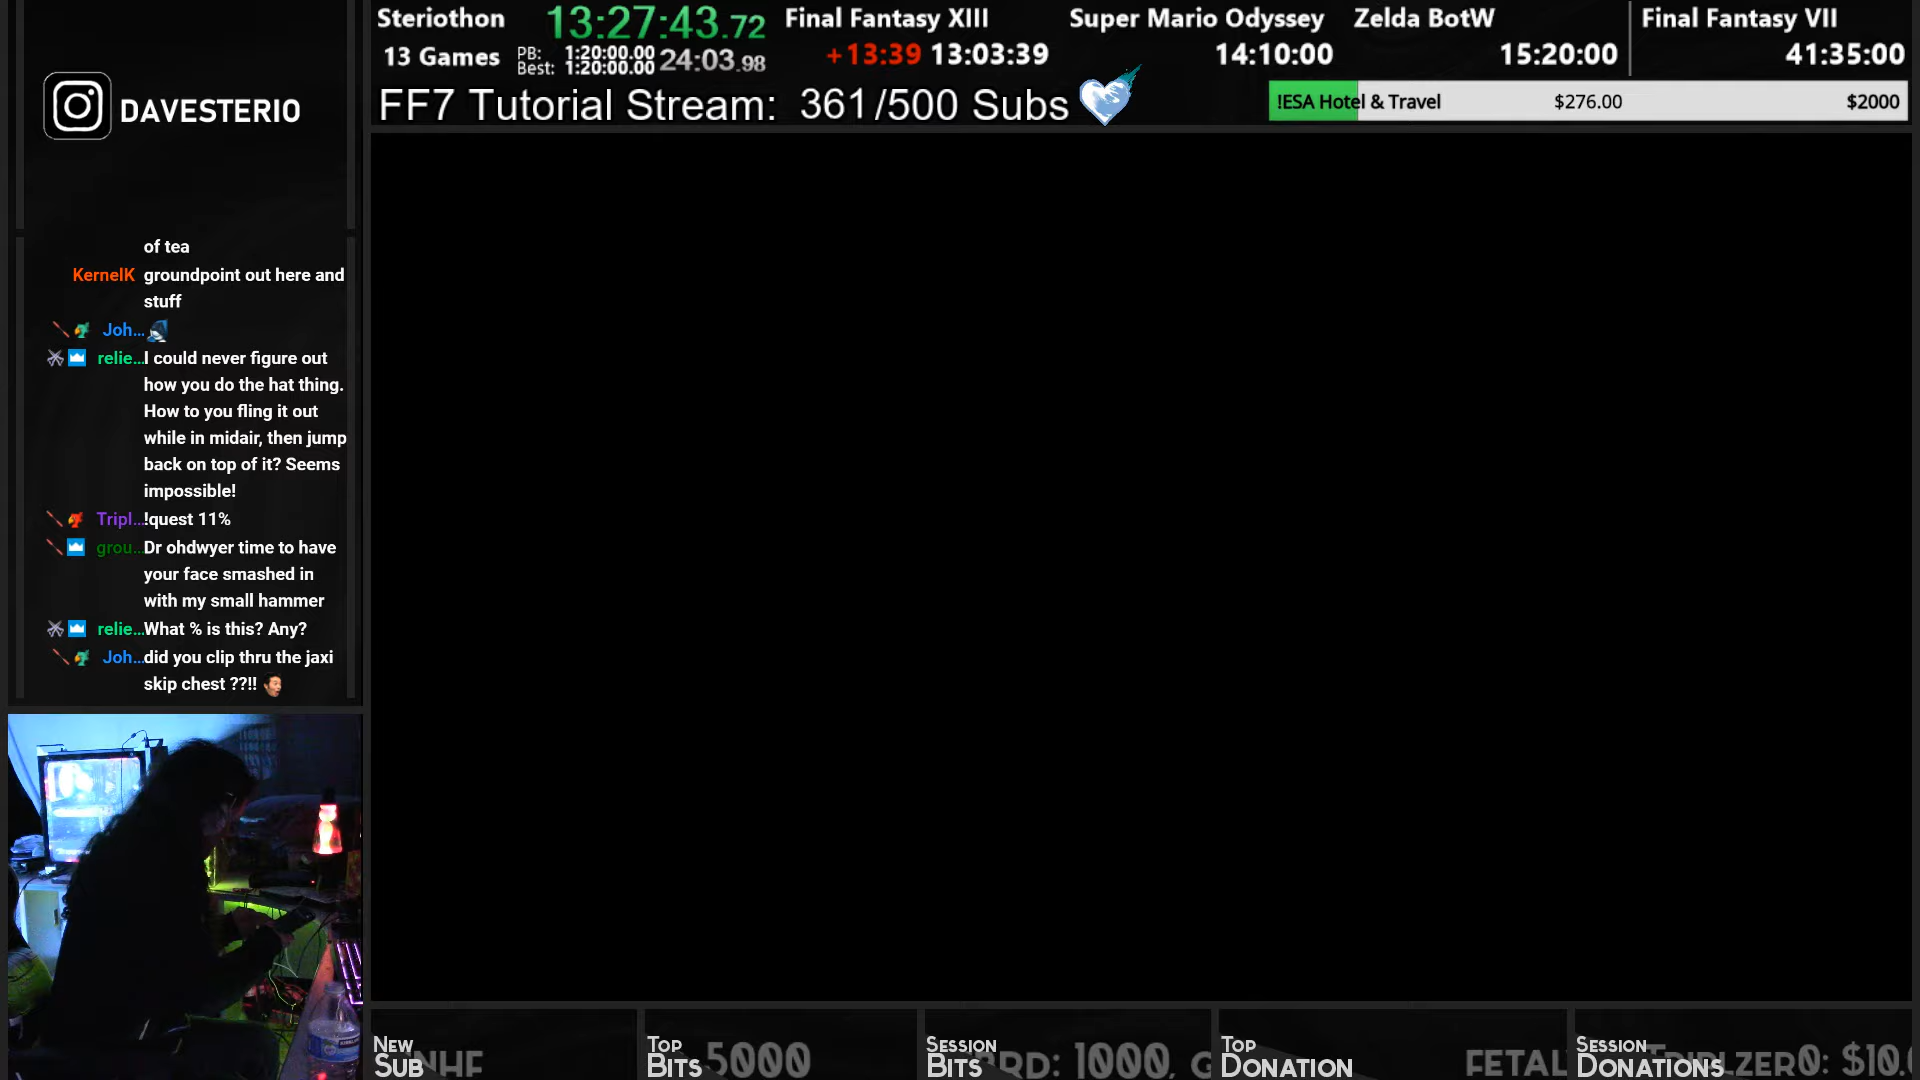 DAVESTERIO
of tea
KernelK groundpoint out here and
stuff
Joh...
relie... I could never figure out
how you do the hat thing.
How to you fling it out
while in midair, then jump
back on top of it? Seems
impossible!
Tripl... !quest 11%
grou... Dr ohdwyer time to have
your face smashed in
with my small hammer
relie... What % is this? Any?
Joh... did you clip thru the jaxi
skip chest ??!!
Steriothon 13:27:43.72
13 Games PB: 1:20:00.00
Best: 1:20:00.00 24:03.98
Final Fantasy XIII
+13:39 13:03:39
Super Mario Odyssey
14:10:00
Zelda BotW
15:20:00
Final Fantasy VII
41:35:00
FF7 Tutorial Stream: 361/500 Subs
!ESA Hotel & Travel $276.00 $2000
New
Sub
Top
Bits 5000
Session
Bits RD: 1000, G
Top
Donation FETAL
Session
Donations LZER0: $10.